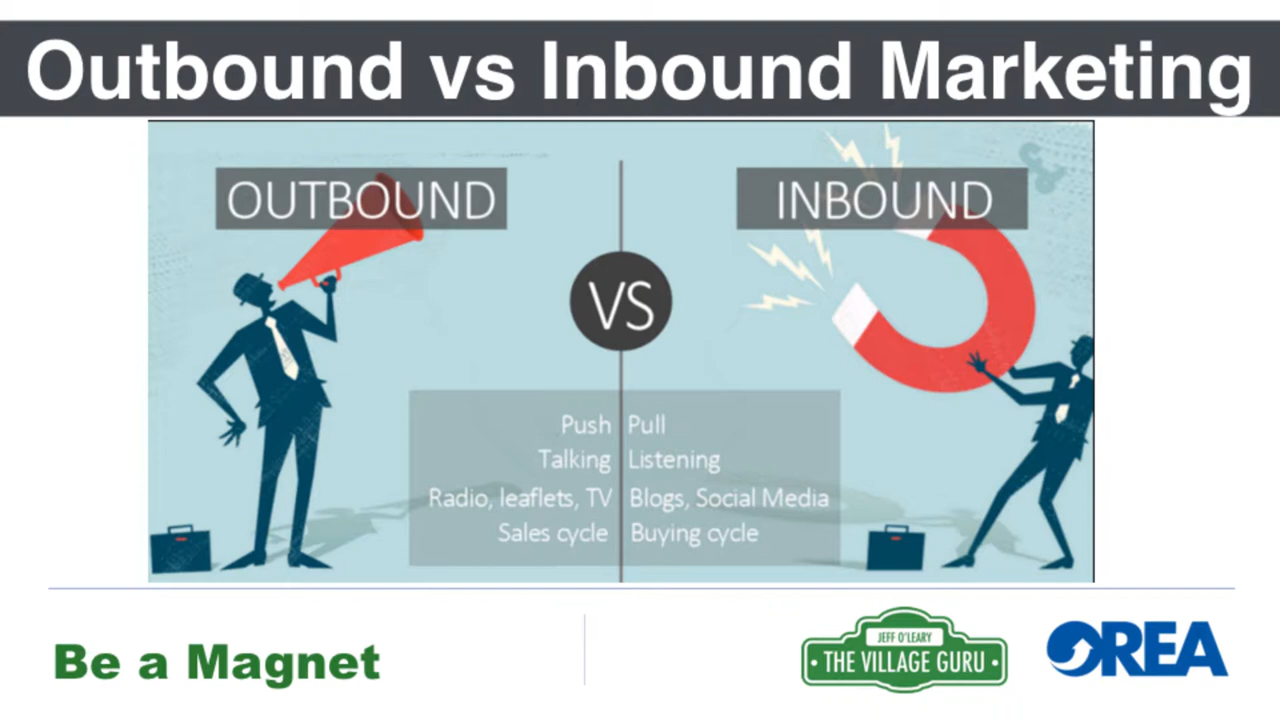 Outbound vs Inbound Marketing
OUTBOUND
INBOUND
VS
Push Pull
Talking Listening
Radio, leaflets, TV Blogs, Social Media
Sales cycle Buying cycle
Be a Magnet
JEFF O'LEARY
• THE VILLAGE GURU •
OREA